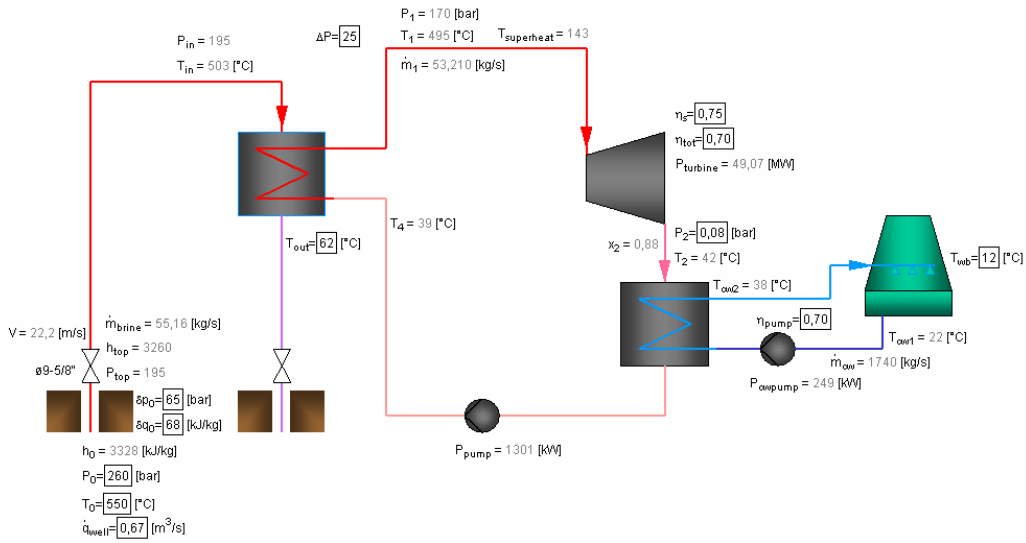 P1 = 170 [bar]
ΔP= 25
T1 = 495 [°C]
Tsuperheat = 143
Pin = 195
Tin = 503 [°C]
ṁ1 = 53,210 [kg/s]
ηs= 0,75
ηtot= 0,70
Pturbine = 49,07 [MW]
T4 = 39 [°C]
P2= 0,08 [bar]
x2 = 0,88
T2 = 42 [°C]
Tout= 62 [°C]
Twb= 12 [°C]
Tcw2 = 38 [°C]
ηpump= 0,70
V = 22,2 [m/s]
ṁbrine = 55,16 [kg/s]
Tcw1 = 22 [°C]
htop = 3260
ṁcw = 1740 [kg/s]
ø9-5/8"
Ptop = 195
Pcwpump = 249 [kW]
δp0= 65 [bar]
δq0= 68 [kJ/kg]
h0 = 3328 [kJ/kg]
Ppump = 1301 [kW]
P0= 260 [bar]
T0= 550 [°C]
q̇well= 0,67 [m³/s]